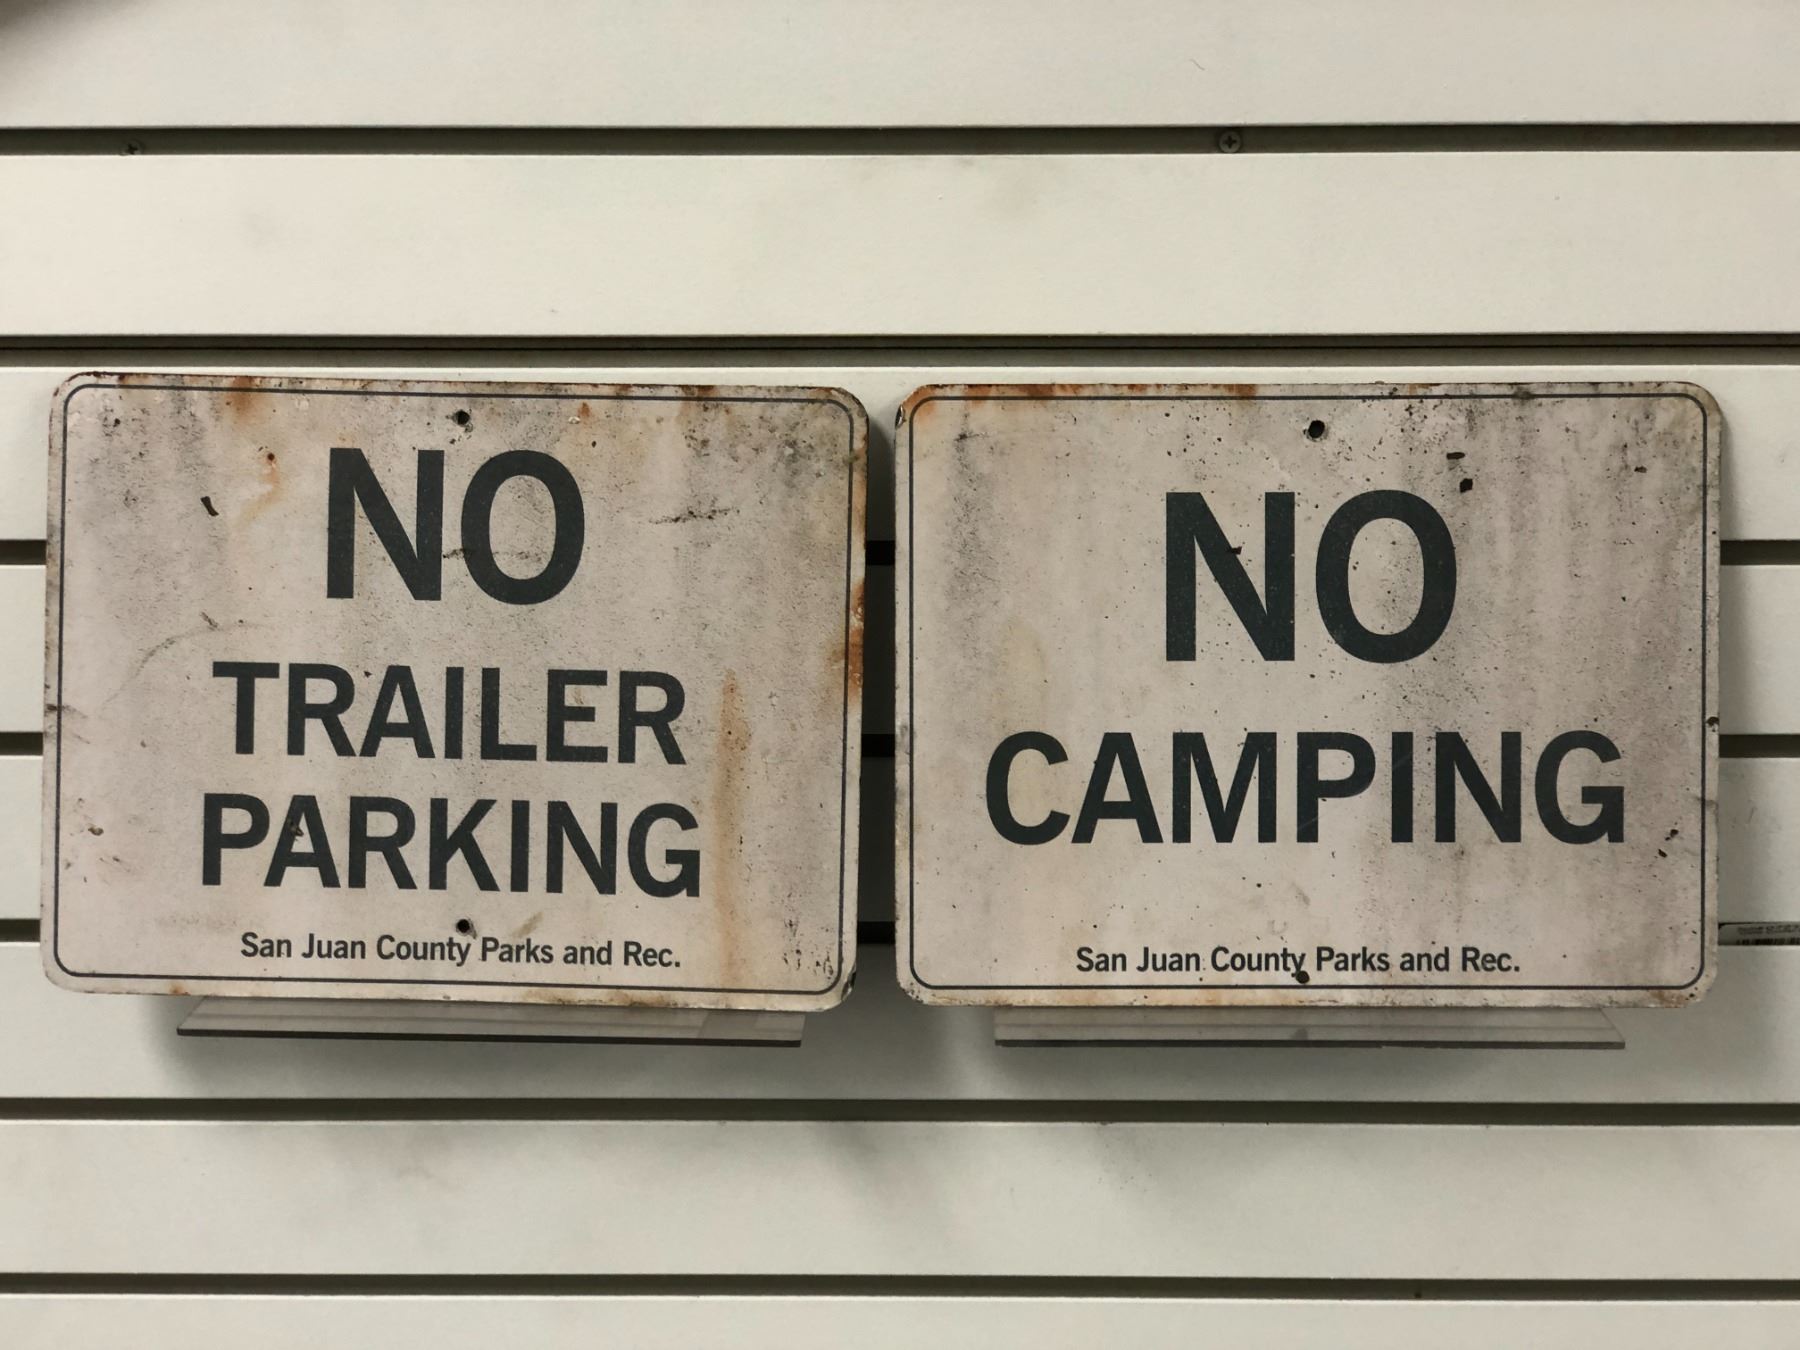 NO
TRAILER
PARKING
San Juan County Parks and Rec.
NO
CAMPING
San Juan County Parks and Rec.